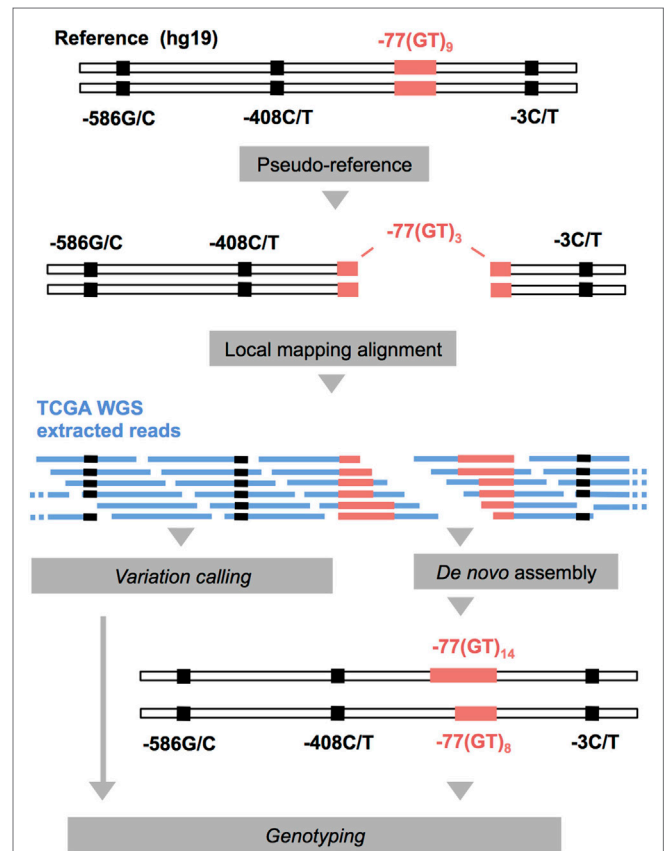 Reference (hg19)
-77(GT)9
-586G/C
-408C/T
-3C/T
Pseudo-reference
-586G/C
-408C/T
-77(GT)3
-3C/T
Local mapping alignment
TCGA WGS
extracted reads
Variation calling
De novo assembly
-77(GT)14
-586G/C
-408C/T
-77(GT)8
-3C/T
Genotyping